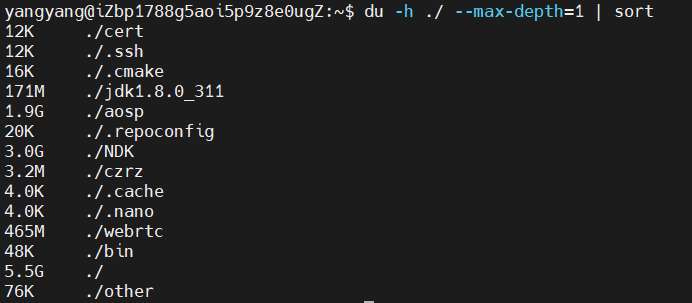 yangyang@iZbp1788g5aoi5p9z8e0ugZ:~$ du -h ./ --max-depth=1 | sort
12K ./cert
12K ./.ssh
16K ./.cmake
171M ./jdk1.8.0_311
1.9G ./aosp
20K ./.repoconfig
3.0G ./NDK
3.2M ./czrz
4.0K ./.cache
4.0K ./.nano
465M ./webrtc
48K ./bin
5.5G ./
76K ./other